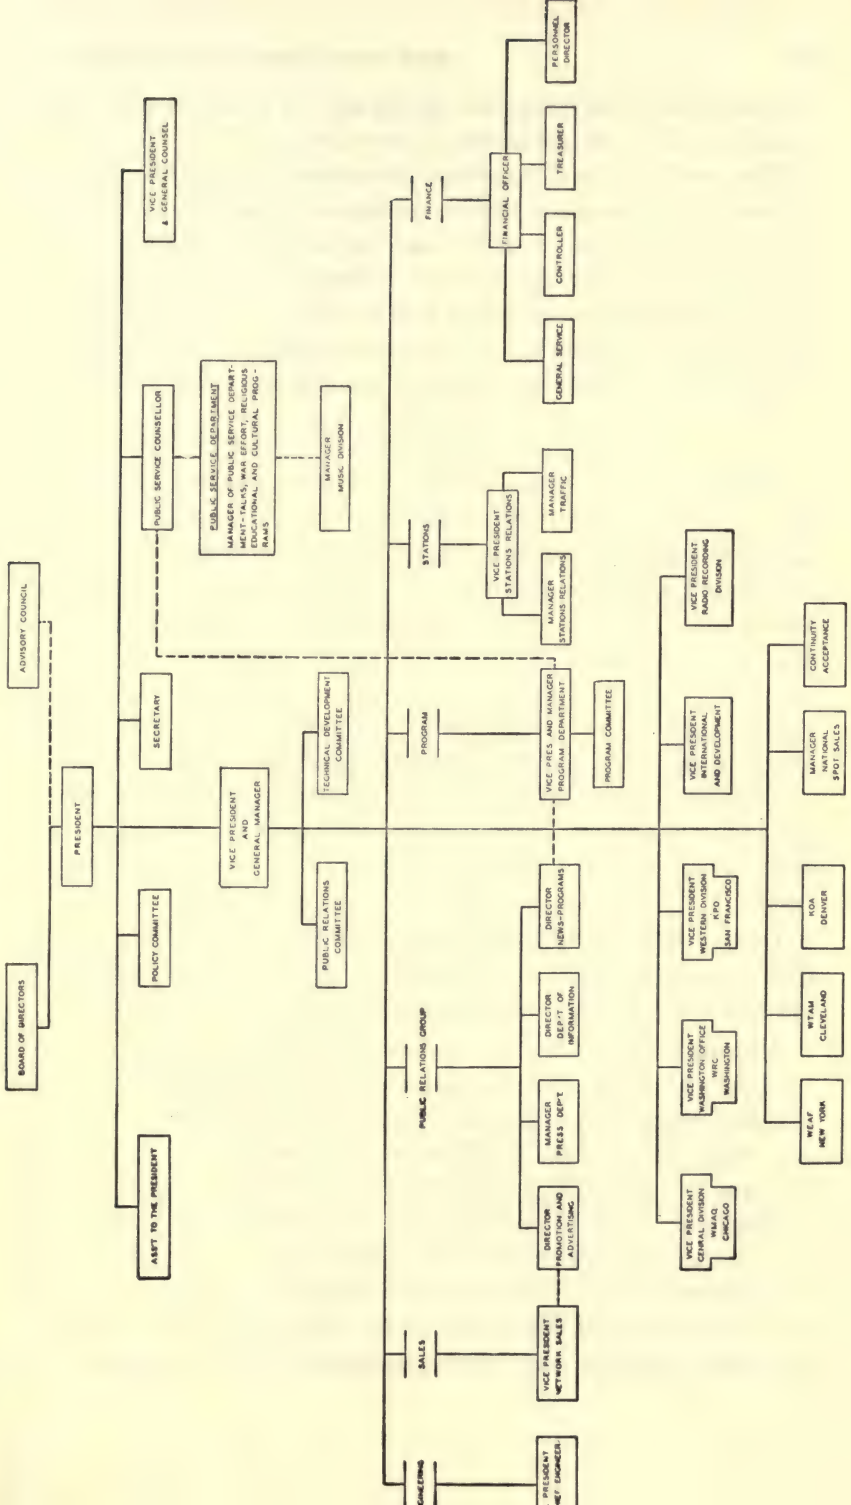 BOARD OF DIRECTORS
ADVISORY COUNCIL
PRESIDENT
ASS'T TO THE PRESIDENT
POLICY COMMITTEE
SECRETARY
PUBLIC SERVICE COUNSELLOR
VICE PRESIDENT
& GENERAL COUNSEL
PUBLIC SERVICE DEPARTMENT
MANAGER OF PUBLIC SERVICE DEPART-
MENT-TALKS, WAR EFFORT, RELIGIOUS
EDUCATIONAL AND CULTURAL PROG-
RAMS
MANAGER
MUSIC DIVISION
VICE PRESIDENT
AND
GENERAL MANAGER
PUBLIC RELATIONS
COMMITTEE
TECHNICAL DEVELOPMENT
COMMITTEE
GINEERING
SALES
PUBLIC RELATIONS GROUP
PROGRAM
STATIONS
FINANCE
PRESIDENT
ENGINEER
VICE PRESIDENT
NETWORK SALES
DIRECTOR
PROMOTION AND
ADVERTISING
MANAGER
PRESS DEP'T
DIRECTOR
DEP'T OF
INFORMATION
DIRECTOR
NEWS-PROGRAMS
VICE PRES AND MANAGER
PROGRAM DEPARTMENT
PROGRAM COMMITTEE
VICE PRESIDENT
STATIONS RELATIONS
MANAGER
STATIONS RELATIONS
MANAGER
TRAFFIC
FINANCIAL OFFICER
GENERAL SERVICE
CONTROLLER
TREASURER
PERSONNEL
DIRECTOR
VICE PRESIDENT
CENRAL DIVISION
WMAQ
CHICAGO
VICE PRESIDENT
WASHINGTON OFFICE
WRC
WASHINGTON
VICE PRESIDENT
WESTERN DIVISION
KPO
SAN FRANCISCO
VICE PRESIDENT
INTERNATIONAL
AND DEVELOPMENT
VICE PRESIDENT
RADIO RECORDING
DIVISION
WEAF
NEW YORK
WTAM
CLEVELAND
KOA
DENVER
MANAGER
NATIONAL
SPOT SALES
CONTINUITY
ACCEPTANCE